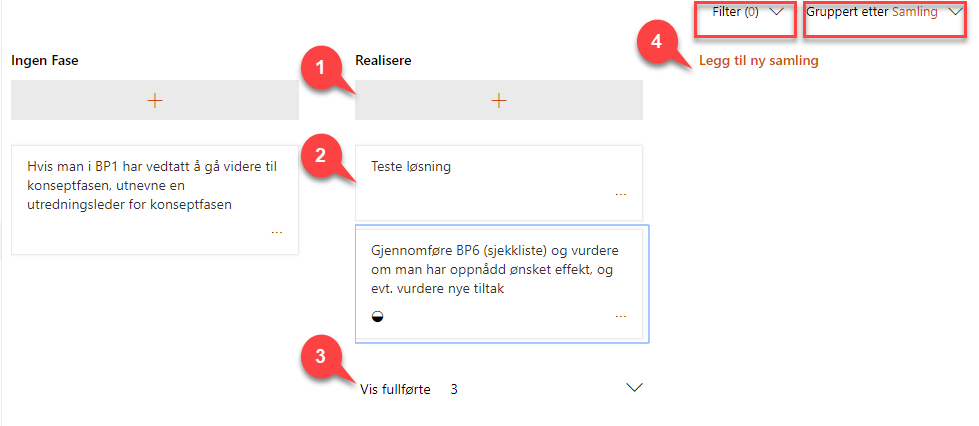 Filter (0)
Gruppert etter Samling
4
Ingen Fase
Realisere
Legg til ny samling
1
+
+
2
Hvis man i BP1 har vedtatt å gå videre til
konseptfasen, utnevne en
utredningsleder for konseptfasen
...
Teste løsning
...
Gjennomføre BP6 (sjekkliste) og vurdere
om man har oppnådd ønsket effekt, og
evt. vurdere nye tiltak
...
3
Vis fullførte 3